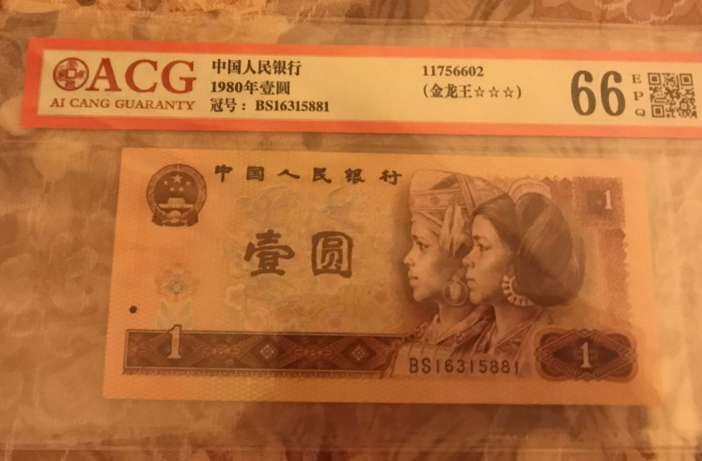 ACG
AI CANG GUARANTY
中国人民银行
1980年壹圆
冠号：BS16315881
11756602
（金龙王☆☆☆）
66
EPQ
中国人民银行
1
壹圆
1
BS16315881
1